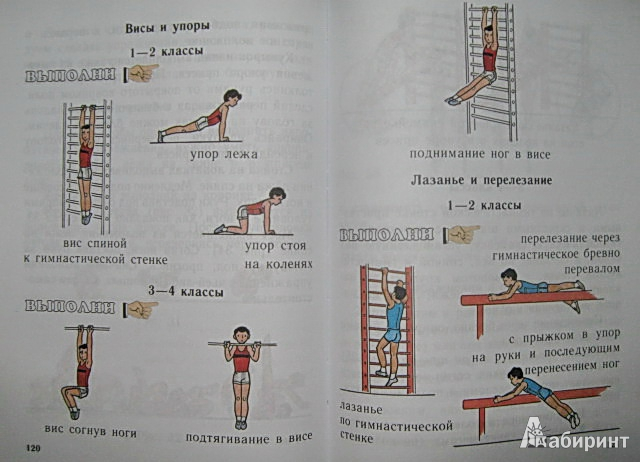 Висы и упоры
1—2 классы
ВЫПОЛНИ
упор лежа
вис спиной
к гимнастической стенке
упор стоя
на коленях
3—4 классы
ВЫПОЛНИ
вис согнув ноги
подтягивание в висе
120
поднимание ног в висе
Лазанье и перелезание
1—2 классы
ВЫПОЛНИ
перелезание через
гимнастическое бревно
перевалом
с прыжком в упор
на руки и последующим
перенесением ног
лазанье
по гимнастической
стенке
Лабиринт